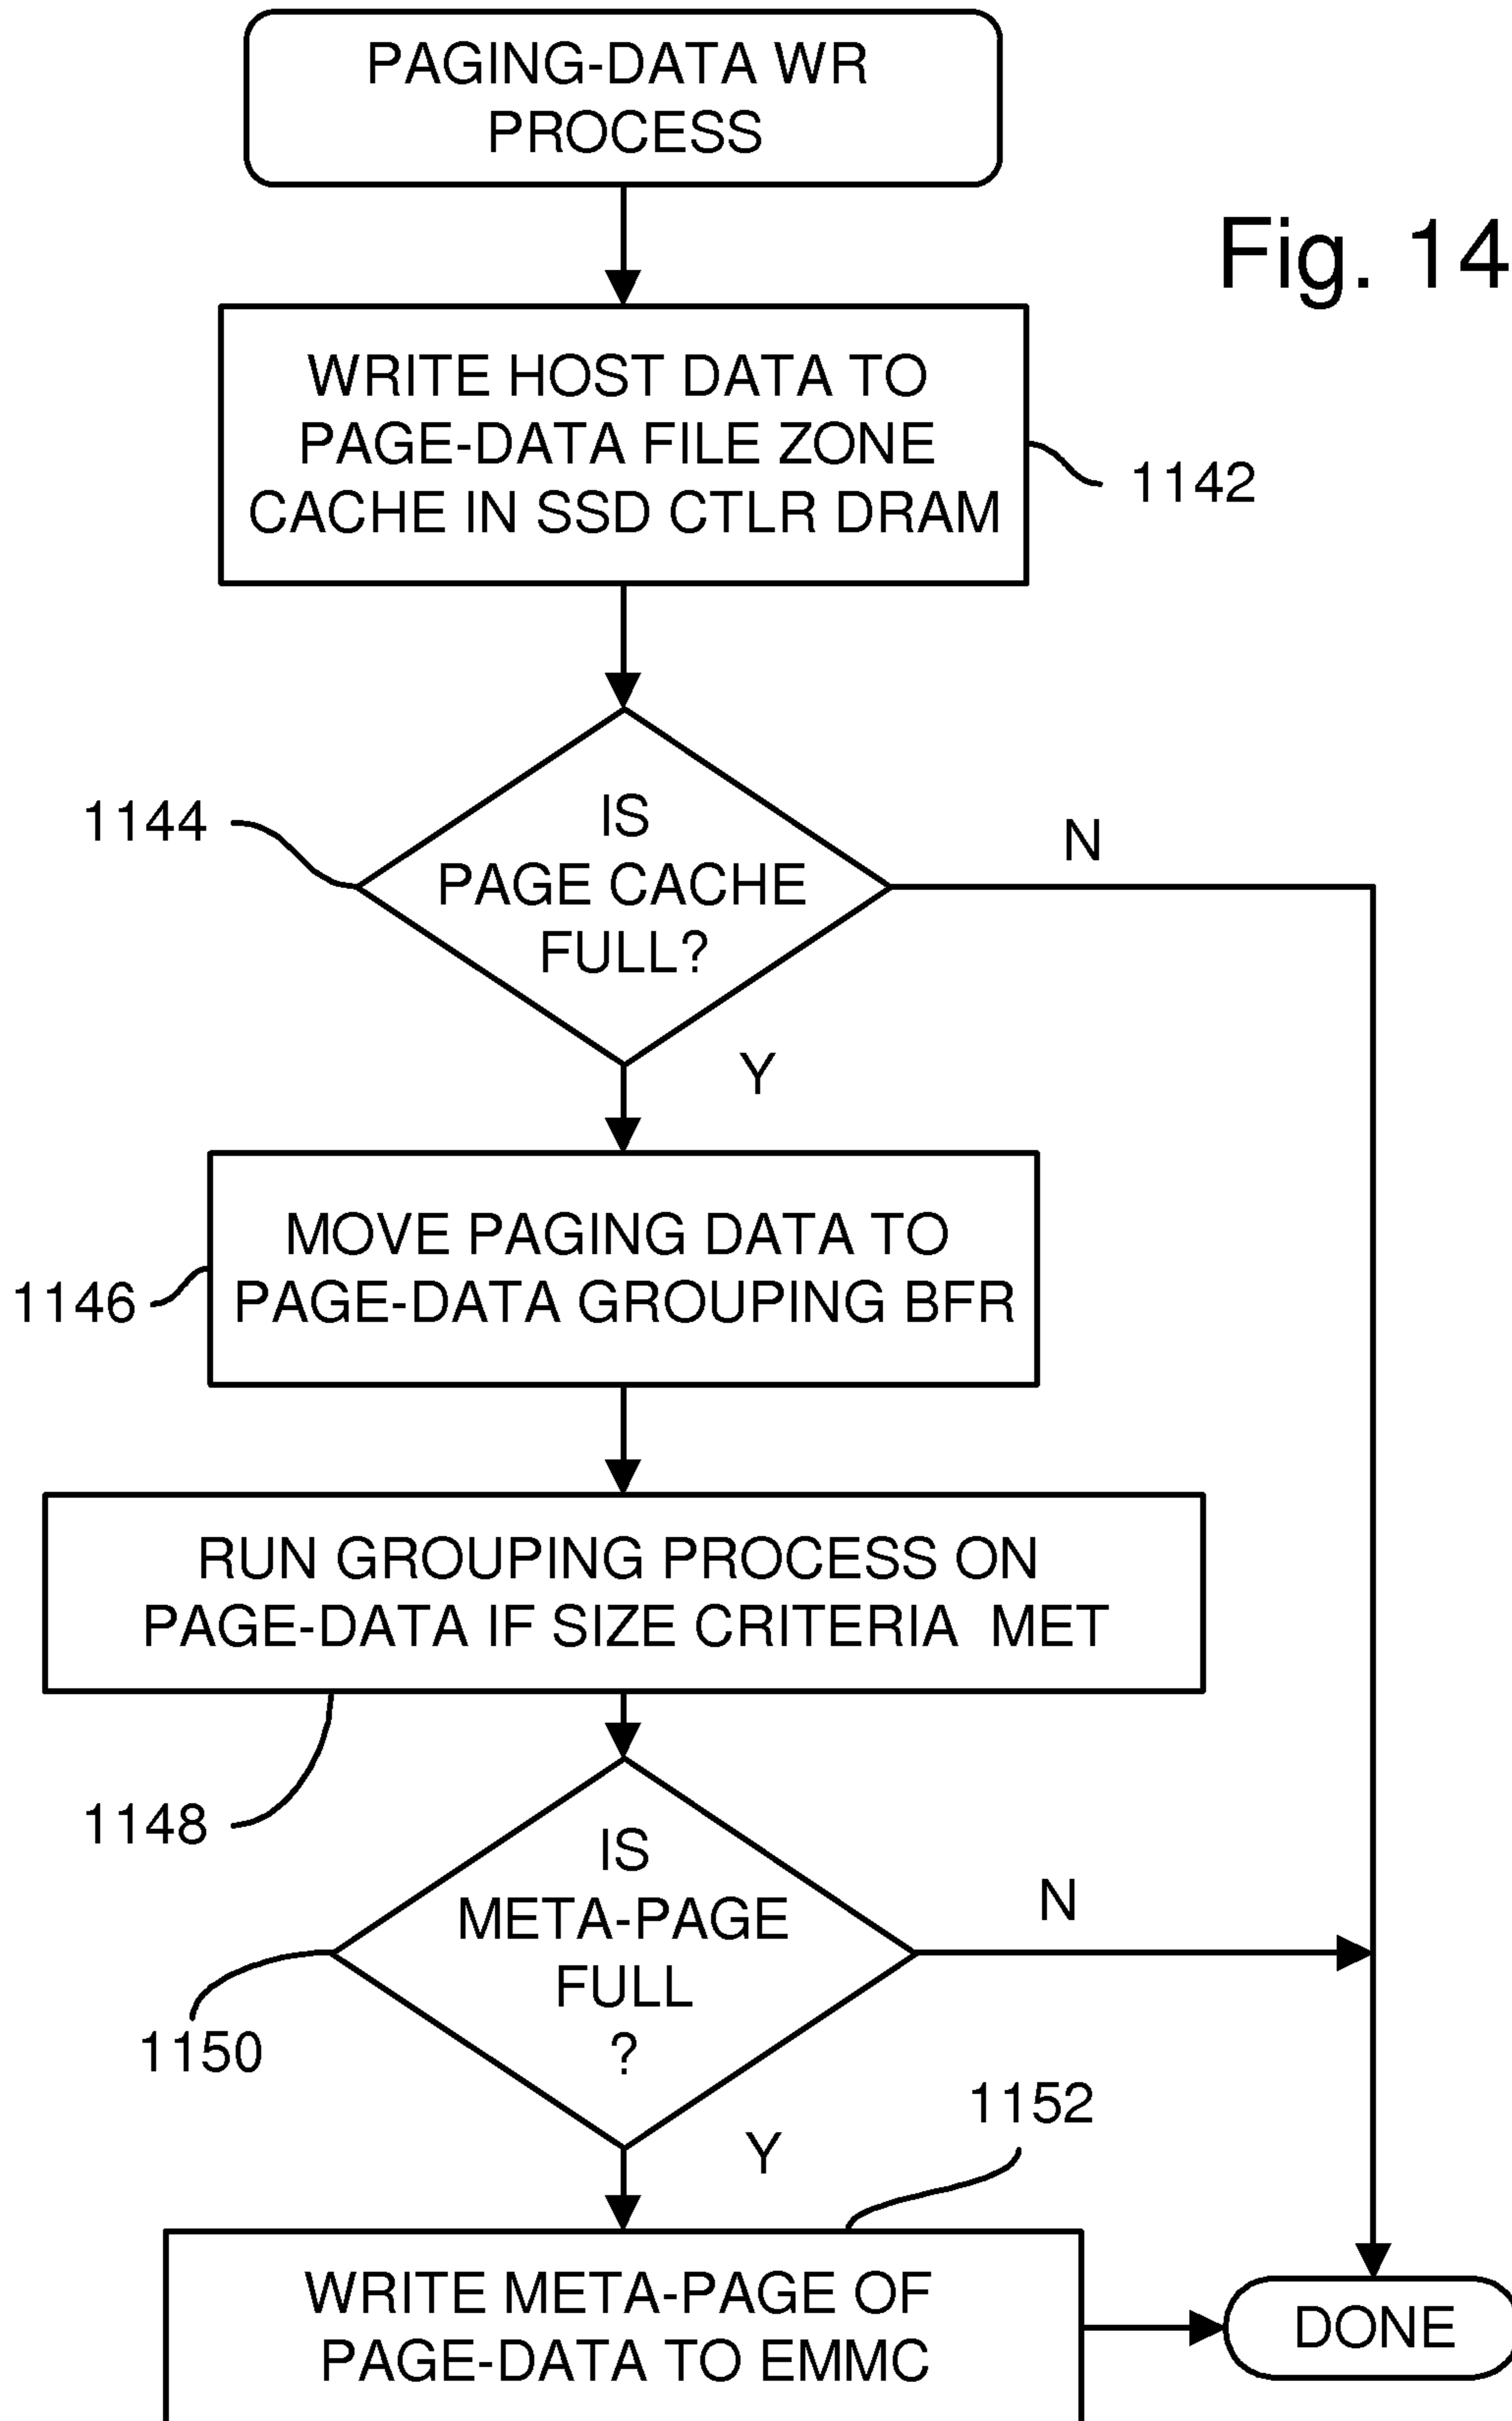 PAGING-DATA WR
PROCESS
Fig. 14
WRITE HOST DATA TO
PAGE-DATA FILE ZONE
CACHE IN SSD CTLR DRAM
1142
1144
IS
PAGE CACHE
FULL?
N
Y
MOVE PAGING DATA TO
PAGE-DATA GROUPING BFR
1146
RUN GROUPING PROCESS ON
PAGE-DATA IF SIZE CRITERIA MET
1148
IS
META-PAGE
FULL
?
N
1150
1152
Y
WRITE META-PAGE OF
PAGE-DATA TO EMMC
DONE